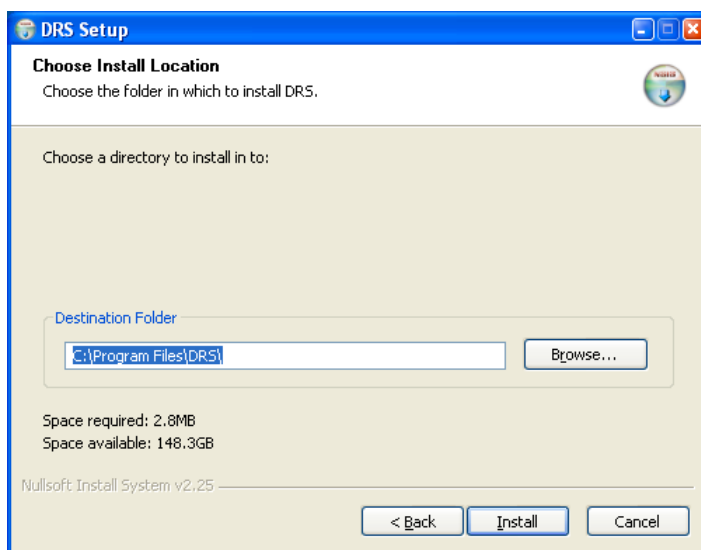 DRS Setup
Choose Install Location
Choose the folder in which to install DRS.
NSIS
Choose a directory to install in to:
Destination Folder
C:\Program Files\DRS\
Browse...
Space required: 2.8MB
Space available: 148.3GB
Nullsoft Install System v2.25
< Back
Install
Cancel